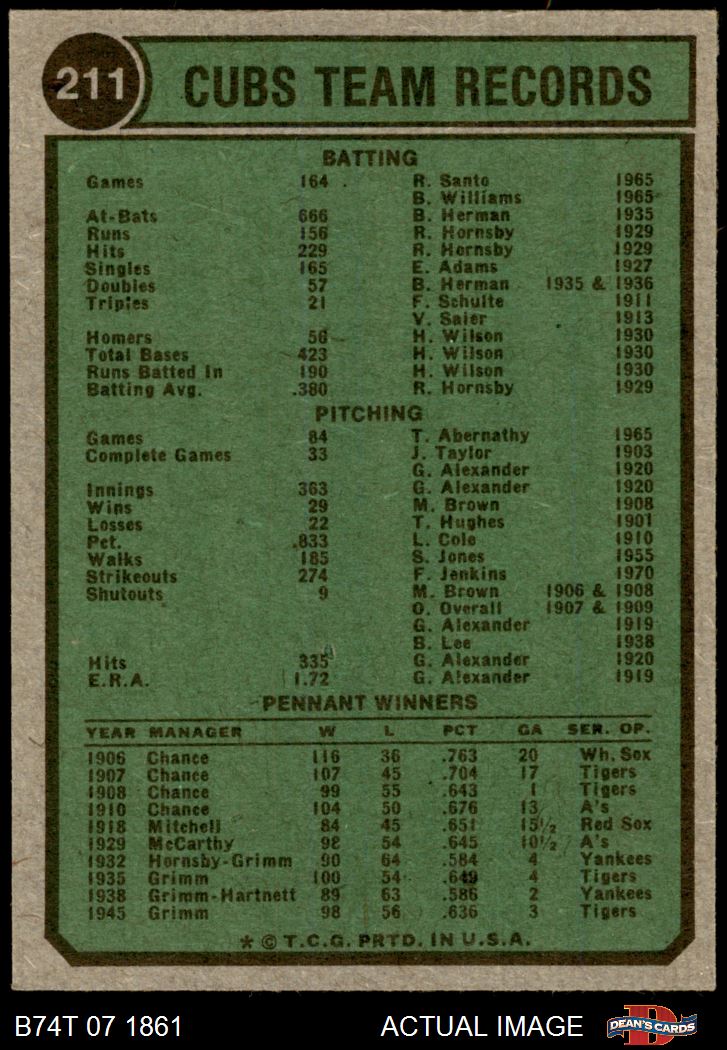 211 CUBS TEAM RECORDS
BATTING
Games 164 R. Santo 1965
B. Williams 1965
At-Bats 666 B. Herman 1935
Runs 156 R. Hornsby 1929
Hits 229 R. Hornsby 1929
Singles 165 E. Adams 1927
Doubles 57 B. Herman 1935 & 1936
Triples 21 F. Schulte 1911
V. Saier 1913
Homers 56 H. Wilson 1930
Total Bases 423 H. Wilson 1930
Runs Batted In 190 H. Wilson 1930
Batting Avg. .380 R. Hornsby 1929
PITCHING
Games 84 T. Abernathy 1965
Complete Games 33 J. Taylor 1903
G. Alexander 1920
Innings 363 G. Alexander 1920
Wins 29 M. Brown 1908
Losses 22 T. Hughes 1901
Pct. .833 L. Cole 1910
Walks 185 S. Jones 1955
Strikeouts 274 F. Jenkins 1970
Shutouts 9 M. Brown 1906 & 1908
O. Overall 1907 & 1909
G. Alexander 1919
B. Lee 1938
Hits 335 G. Alexander 1920
E.R.A. 1.72 G. Alexander 1919
PENNANT WINNERS
YEAR MANAGER W L PCT GA SER. OP.
1906 Chance 116 36 .763 20 Wh. Sox
1907 Chance 107 45 .704 17 Tigers
1908 Chance 99 55 .643 1 Tigers
1910 Chance 104 50 .676 13 A's
1918 Mitchell 84 45 .651 15½ Red Sox
1929 McCarthy 98 54 .645 10½ A's
1932 Hornsby-Grimm 90 64 .584 4 Yankees
1935 Grimm 100 54 .649 4 Tigers
1938 Grimm-Hartnett 89 63 .586 2 Yankees
1945 Grimm 98 56 .636 3 Tigers
* © T.C.G. PRTD. IN U.S.A.
B74T 07 1861 ACTUAL IMAGE D DEAN'S CARDS